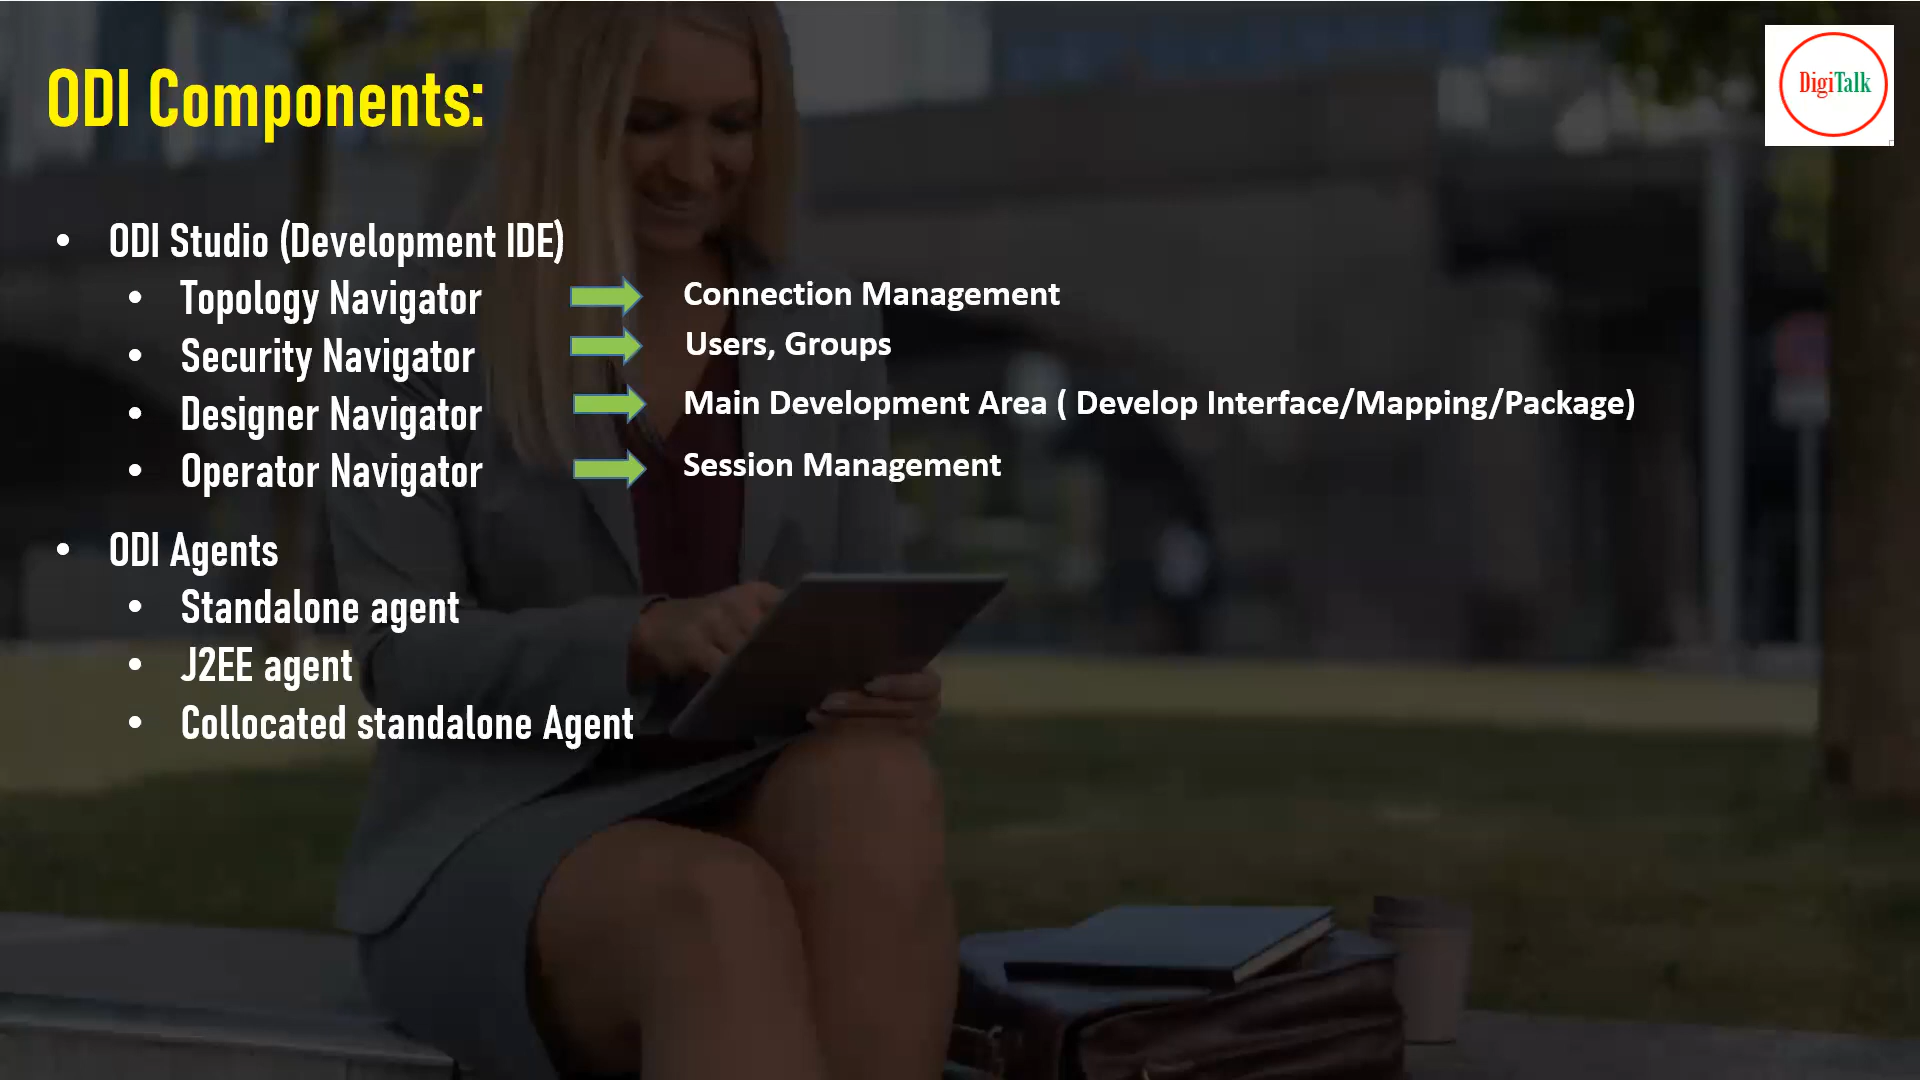 ODI Components:
DigiTalk
• ODI Studio (Development IDE)
• Topology Navigator Connection Management
• Security Navigator Users, Groups
• Designer Navigator Main Development Area ( Develop Interface/Mapping/Package)
• Operator Navigator Session Management
• ODI Agents
• Standalone agent
• J2EE agent
• Collocated standalone Agent